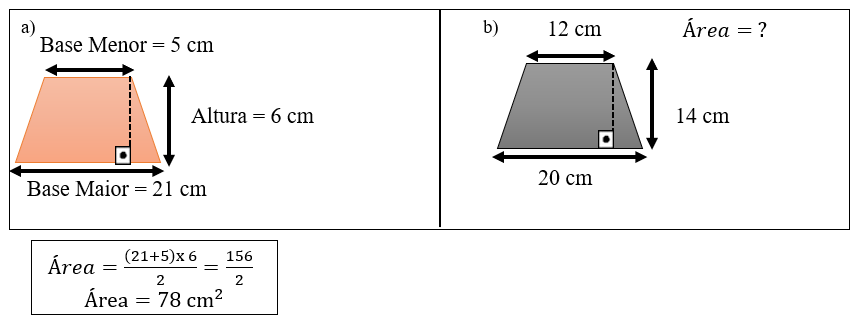 a)
Base Menor = 5 cm
Altura = 6 cm
Base Maior = 21 cm
b)
12 cm
Área = ?
14 cm
20 cm
Área = (21+5)x 6 / 2 = 156 / 2
Área = 78 cm²